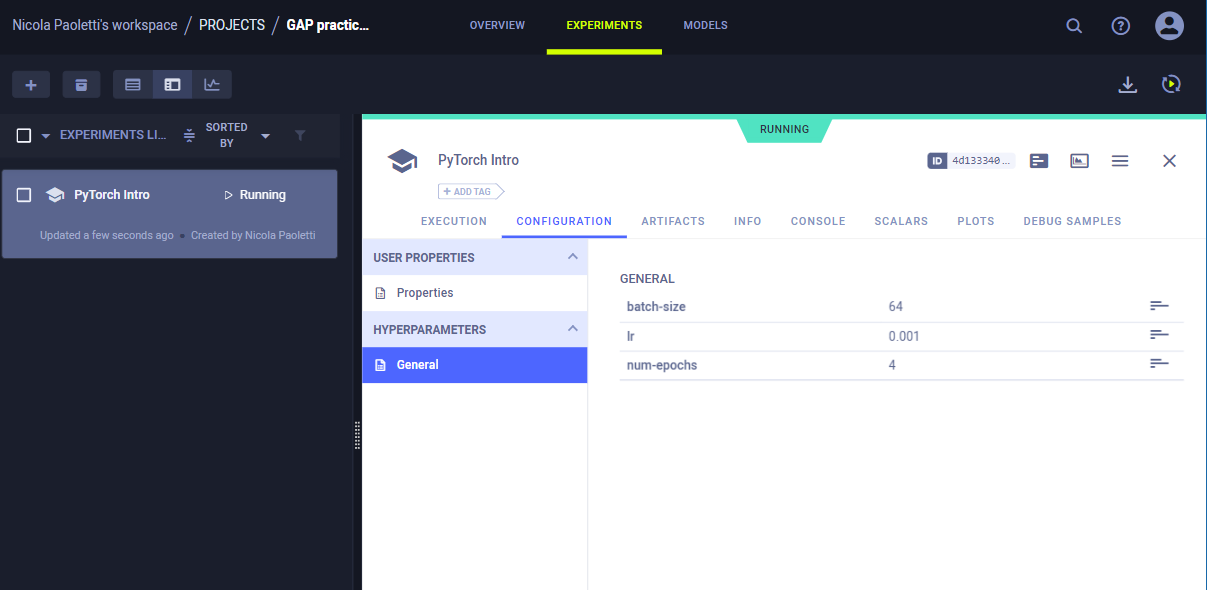 Nicola Paoletti's workspace / PROJECTS / GAP practic...
OVERVIEW
EXPERIMENTS
MODELS
EXPERIMENTS LI...
SORTED
BY
PyTorch Intro
Running
Updated a few seconds ago
Created by Nicola Paoletti
RUNNING
PyTorch Intro
ID 4d133340...
+ ADD TAG
EXECUTION
CONFIGURATION
ARTIFACTS
INFO
CONSOLE
SCALARS
PLOTS
DEBUG SAMPLES
USER PROPERTIES
Properties
HYPERPARAMETERS
General
GENERAL
batch-size 64
lr 0.001
num-epochs 4